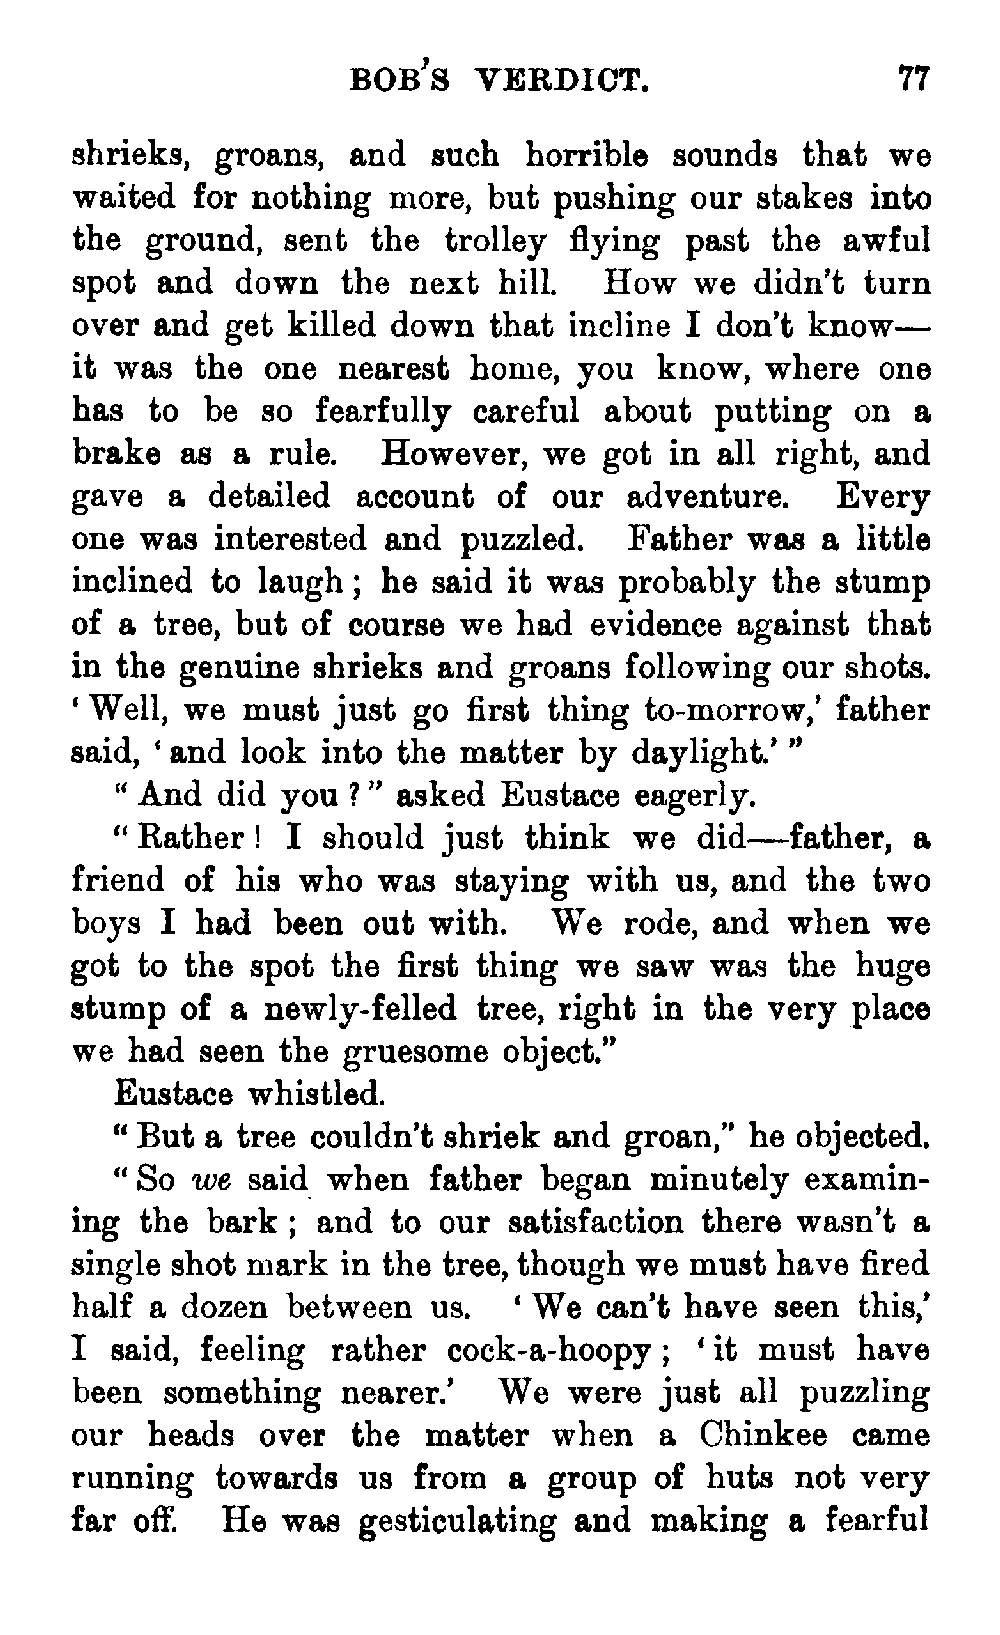 BOB'S VERDICT. 77
shrieks, groans, and such horrible sounds that we
waited for nothing more, but pushing our stakes into
the ground, sent the trolley flying past the awful
spot and down the next hill. How we didn't turn
over and get killed down that incline I don't know—
it was the one nearest home, you know, where one
has to be so fearfully careful about putting on a
brake as a rule. However, we got in all right, and
gave a detailed account of our adventure. Every
one was interested and puzzled. Father was a little
inclined to laugh; he said it was probably the stump
of a tree, but of course we had evidence against that
in the genuine shrieks and groans following our shots.
'Well, we must just go first thing to-morrow,' father
said, 'and look into the matter by daylight.'"
"And did you?" asked Eustace eagerly.
"Rather! I should just think we did—father, a
friend of his who was staying with us, and the two
boys I had been out with. We rode, and when we
got to the spot the first thing we saw was the huge
stump of a newly-felled tree, right in the very place
we had seen the gruesome object."
Eustace whistled.
"But a tree couldn't shriek and groan," he objected.
"So we said when father began minutely examin-
ing the bark; and to our satisfaction there wasn't a
single shot mark in the tree, though we must have fired
half a dozen between us. 'We can't have seen this,'
I said, feeling rather cock-a-hoopy; 'it must have
been something nearer.' We were just all puzzling
our heads over the matter when a Chinkee came
running towards us from a group of huts not very
far off. He was gesticulating and making a fearful